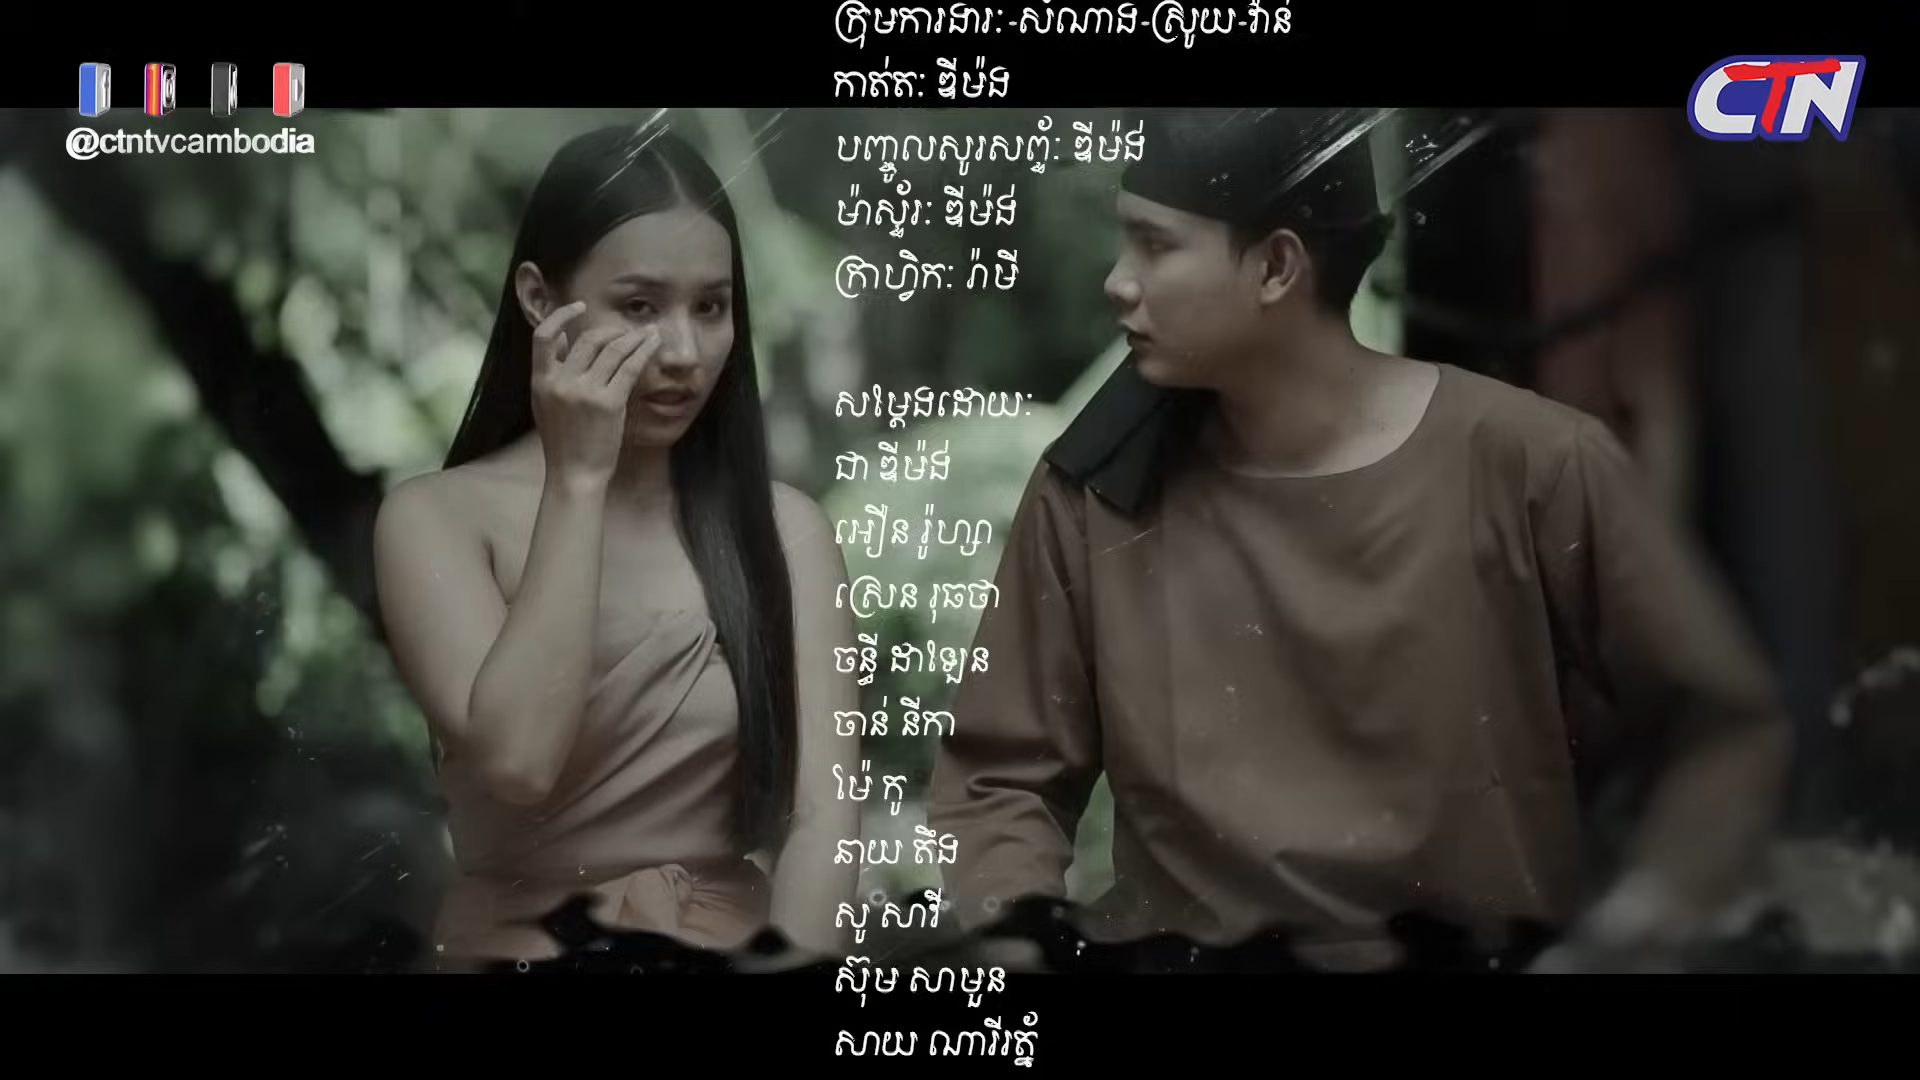 ក្រុមការងារ:-សំណាង-ស្រូយ-វ៉ាន់
@ctntvcambodia
CTN
កាត់ត: ឌីម៉ង
បញ្ចូលសូរសព្ទ័: ឌីម៉ង់
ម៉ាស្ទ័រ: ឌីម៉ង់
ក្រាហ្វិក: រ៉ាមី
សម្ដែងដោយ:
ជា ឌីម៉ង់
អឿន រ៉ូហ្សា
ស្រេន រុឆថា
ចន្ធី ដាឡែន
ចាន់ នីកា
ម៉ៃ កូ
នាយ តឹង
សូ សាវី
ស៊ុម សាមួន
សាយ ណារីរត្ន័